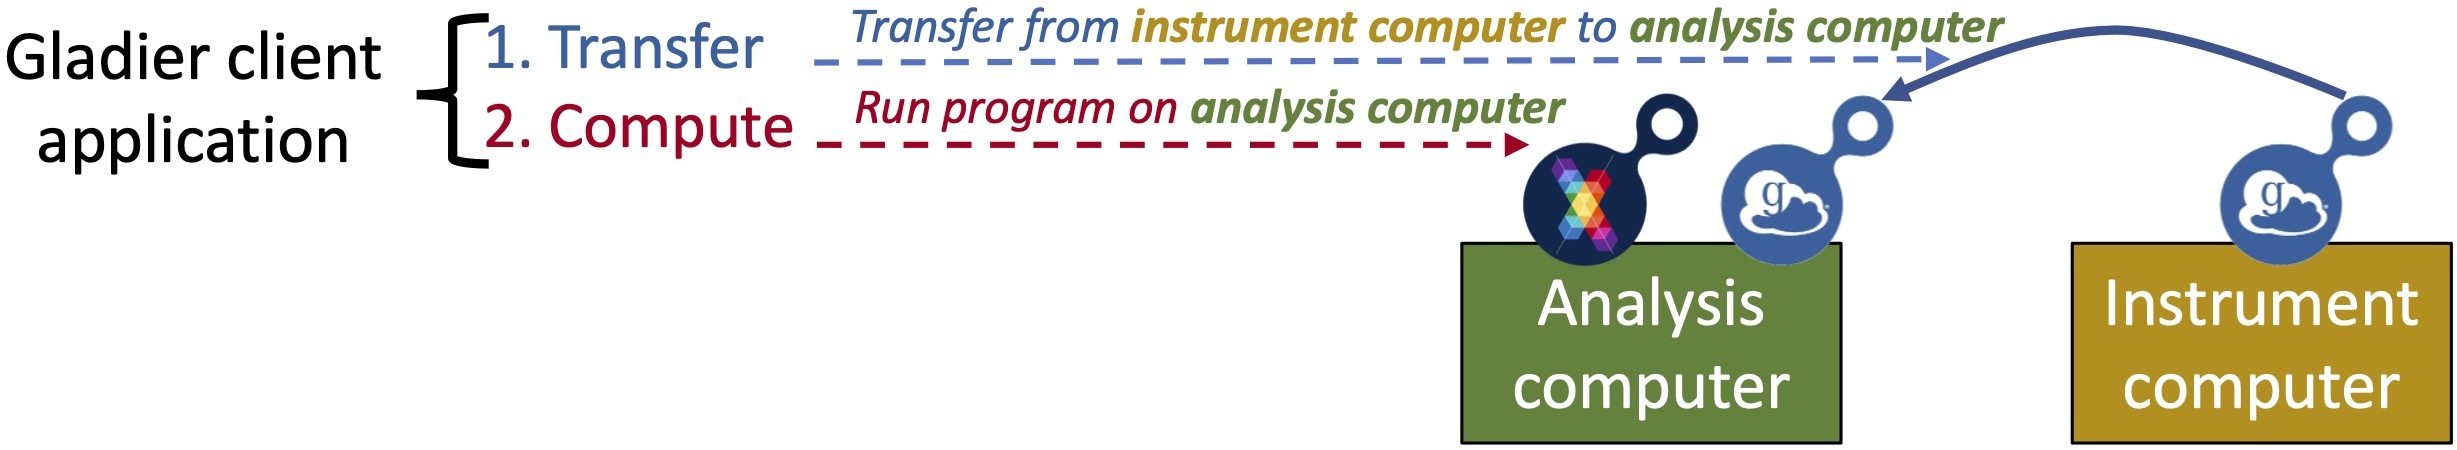 Gladier client
application
1. Transfer
2. Compute
Transfer from instrument computer to analysis computer
Run program on analysis computer
g
g
Analysis
computer
Instrument
computer